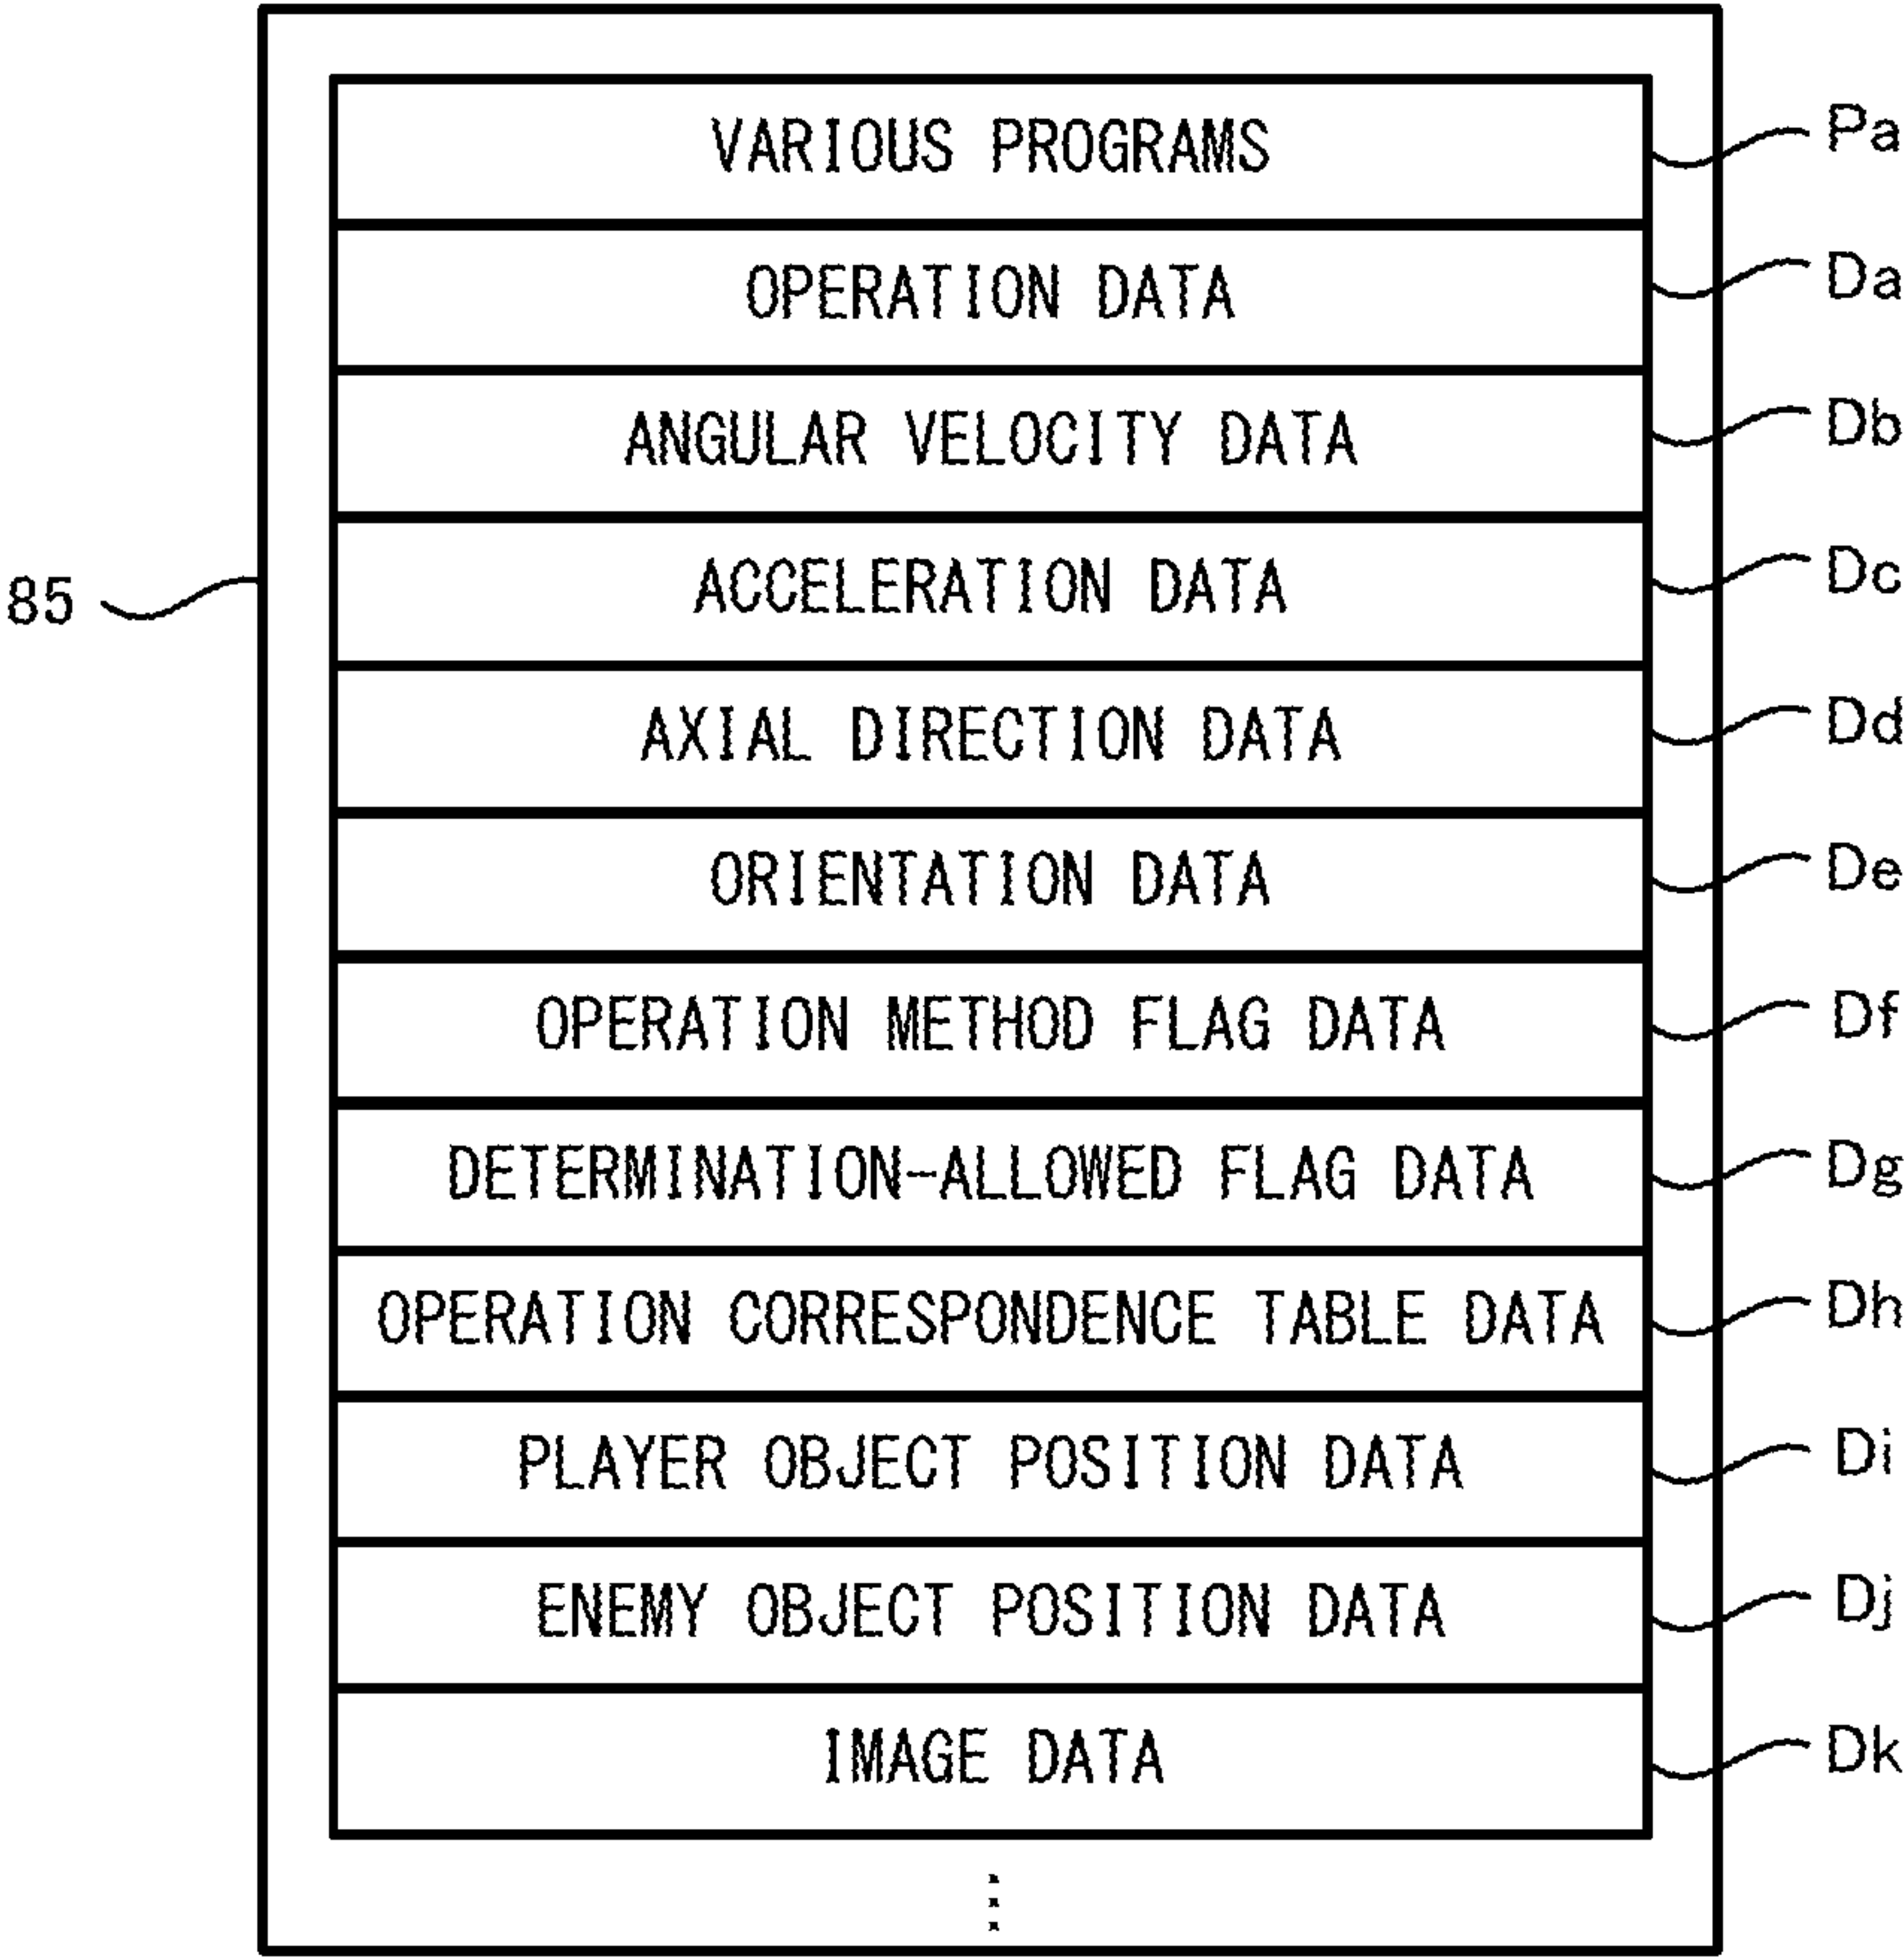 VARIOUS PROGRAMS Pa
OPERATION DATA Da
ANGULAR VELOCITY DATA Db
ACCELERATION DATA Dc
85
AXIAL DIRECTION DATA Dd
ORIENTATION DATA De
OPERATION METHOD FLAG DATA Df
DETERMINATION-ALLOWED FLAG DATA Dg
OPERATION CORRESPONDENCE TABLE DATA Dh
PLAYER OBJECT POSITION DATA Di
ENEMY OBJECT POSITION DATA Dj
IMAGE DATA Dk